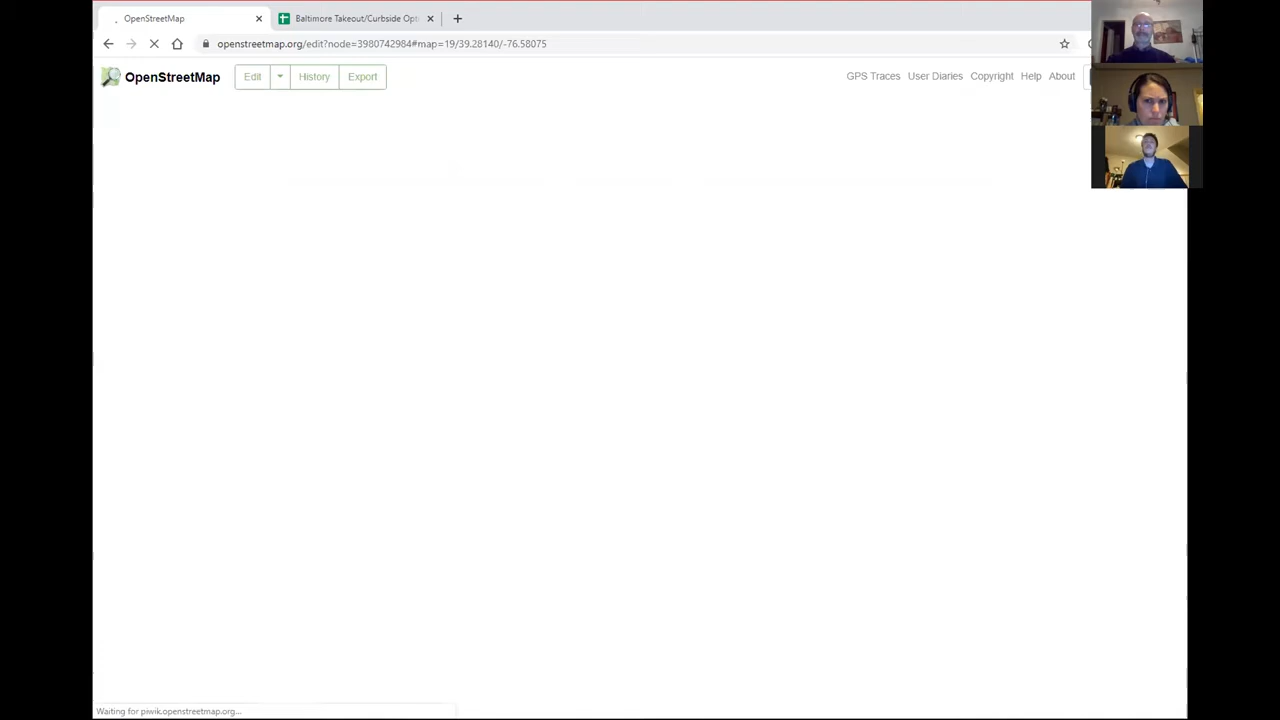 OpenStreetMap
Baltimore Takeout/Curbside Opt
openstreetmap.org/edit?node=3980742984#map=19/39.28140/-76.58075
OpenStreetMap
Edit
History
Export
GPS Traces
User Diaries
Copyright
Help
About
Waiting for piwik.openstreetmap.org...